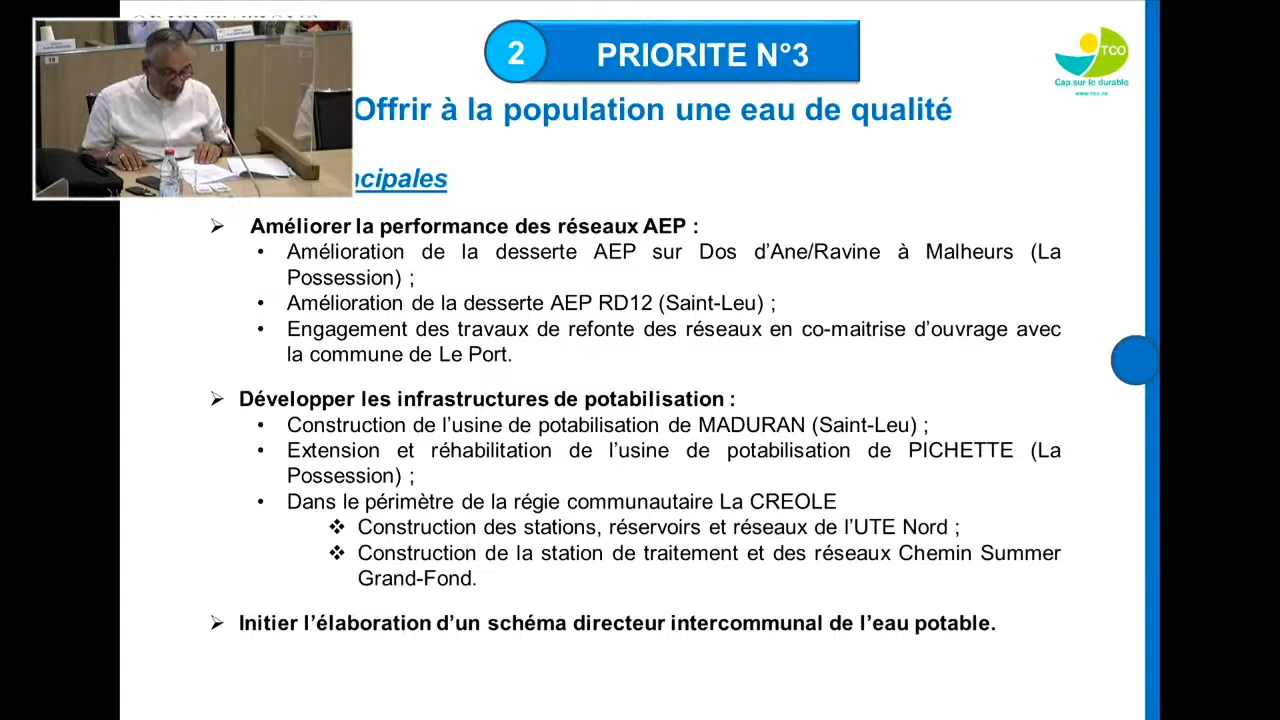 2
PRIORITE N°3
TCO
Cap sur le durable
www.tco.re
Offrir à la population une eau de qualité
19
20
➢ Améliorer la performance des réseaux AEP :
• Amélioration de la desserte AEP sur Dos d’Ane/Ravine à Malheurs (La
Possession) ;
• Amélioration de la desserte AEP RD12 (Saint-Leu) ;
• Engagement des travaux de refonte des réseaux en co-maitrise d’ouvrage avec
la commune de Le Port.
➢ Développer les infrastructures de potabilisation :
• Construction de l’usine de potabilisation de MADURAN (Saint-Leu) ;
• Extension et réhabilitation de l’usine de potabilisation de PICHETTE (La
Possession) ;
• Dans le périmètre de la régie communautaire La CREOLE
❖ Construction des stations, réservoirs et réseaux de l’UTE Nord ;
❖ Construction de la station de traitement et des réseaux Chemin Summer
Grand-Fond.
➢ Initier l’élaboration d’un schéma directeur intercommunal de l’eau potable.